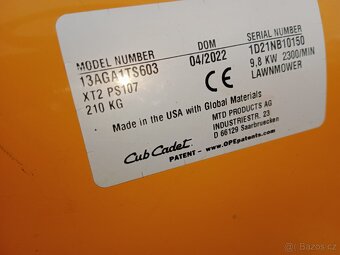 MODEL NUMBER DOM SERIAL NUMBER
13AGA1TS603 04/2022 1D21NB10150
XT2 PS107 9.8 KW 2300/MIN
210 KG CE LAWNMOWER
Made in the USA with Global Materials
MTD PRODUCTS AG
INDUSTRIESTR. 23
D 66129 Saarbruecken
Cub Cadet
PATENT - www.OPEpatents.com
Bazos.cz